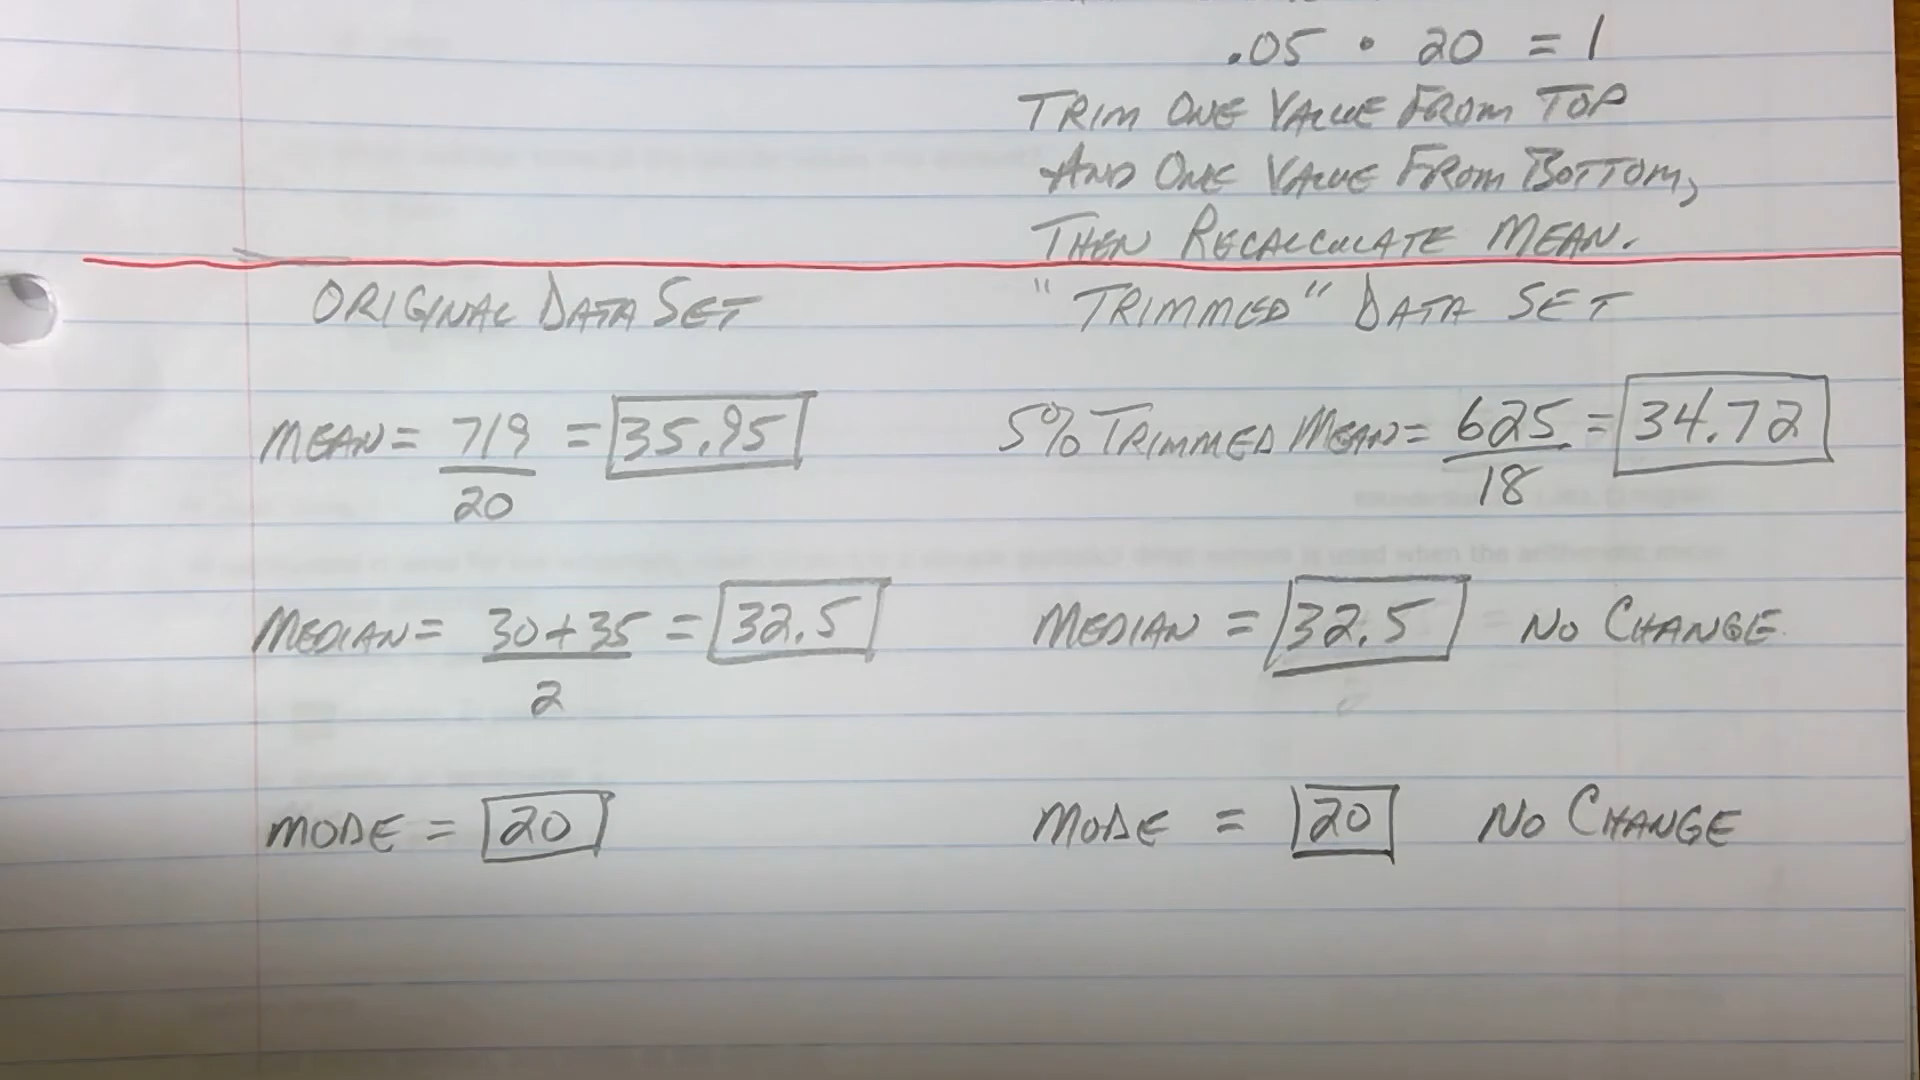 .05 • 20 = 1
TRIM ONE VALUE FROM TOP
AND ONE VALUE FROM BOTTOM,
THEN RECALCULATE MEAN.
ORIGINAL DATA SET
"TRIMMED" DATA SET
MEAN = 719/20 = 35.95
5% TRIMMED MEAN = 625/18 = 34.72
MEDIAN = 30+35/2 = 32.5
MEDIAN = 32.5 NO CHANGE
MODE = 20
MODE = 20 NO CHANGE